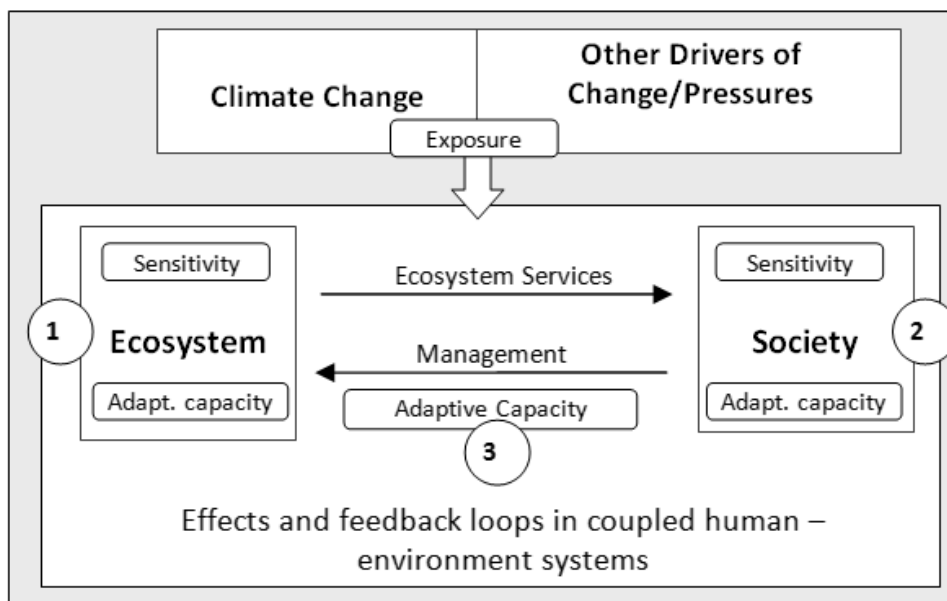 Climate Change
Other Drivers of
Change/Pressures
Exposure
Sensitivity
Ecosystem Services
Sensitivity
1
Ecosystem
Management
Society
2
Adapt. capacity
Adaptive Capacity
Adapt. capacity
3
Effects and feedback loops in coupled human –
environment systems